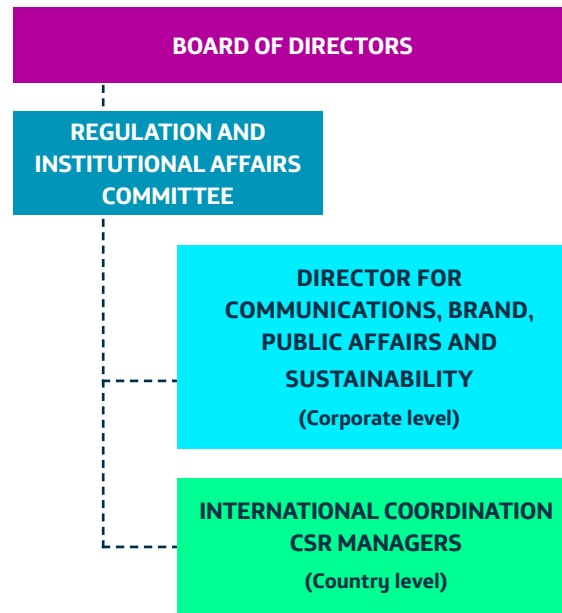 BOARD OF DIRECTORS
REGULATION AND
INSTITUTIONAL AFFAIRS
COMMITTEE
DIRECTOR FOR
COMMUNICATIONS, BRAND,
PUBLIC AFFAIRS AND
SUSTAINABILITY
(Corporate level)
INTERNATIONAL COORDINATION
CSR MANAGERS
(Country level)